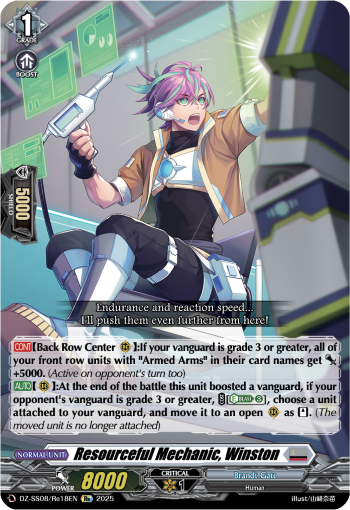 1
GRADE
BOOST
5000
SHIELD
Endurance and reaction speed...
I'll push them even further from here!
CONT【Back Row Center】:If your vanguard is grade 3 or greater, all of
your front row units with "Armed Arms" in their card names get
+5000. (Active on opponent's turn too)
AUTO【】:At the end of the battle this unit boosted a vanguard, if your
opponent's vanguard is grade 3 or greater, [E-BLAST 3], choose a unit
attached to your vanguard, and move it to an open as []. (The
moved unit is no longer attached)
NORMAL UNIT
Resourceful Mechanic, Winston
POWER
8000
CRITICAL
1
Brandt Gate
Human
DZ-SS08/Re18EN
2025
illust/山崎奈苗